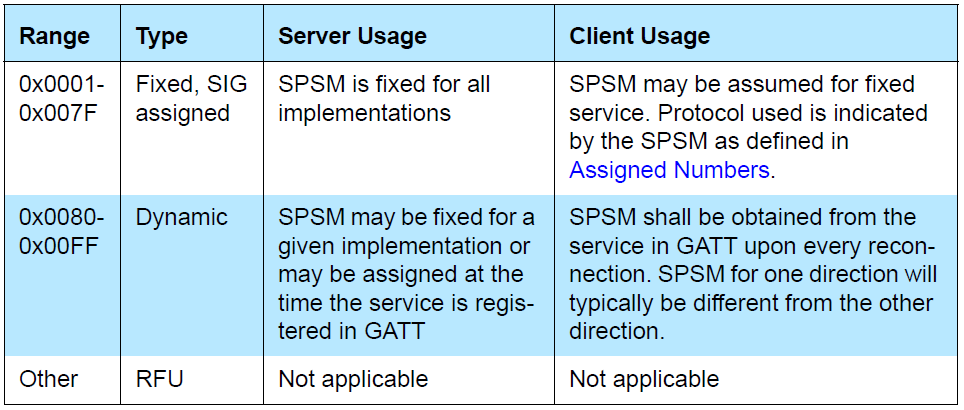 Range Type Server Usage Client Usage
0x0001- Fixed, SIG SPSM is fixed for all SPSM may be assumed for fixed
0x007F assigned implementations service. Protocol used is indicated
by the SPSM as defined in
Assigned Numbers.
0x0080- Dynamic SPSM may be fixed for a SPSM shall be obtained from the
0x00FF given implementation or service in GATT upon every recon-
may be assigned at the nection. SPSM for one direction will
time the service is regis- typically be different from the other
tered in GATT direction.
Other RFU Not applicable Not applicable